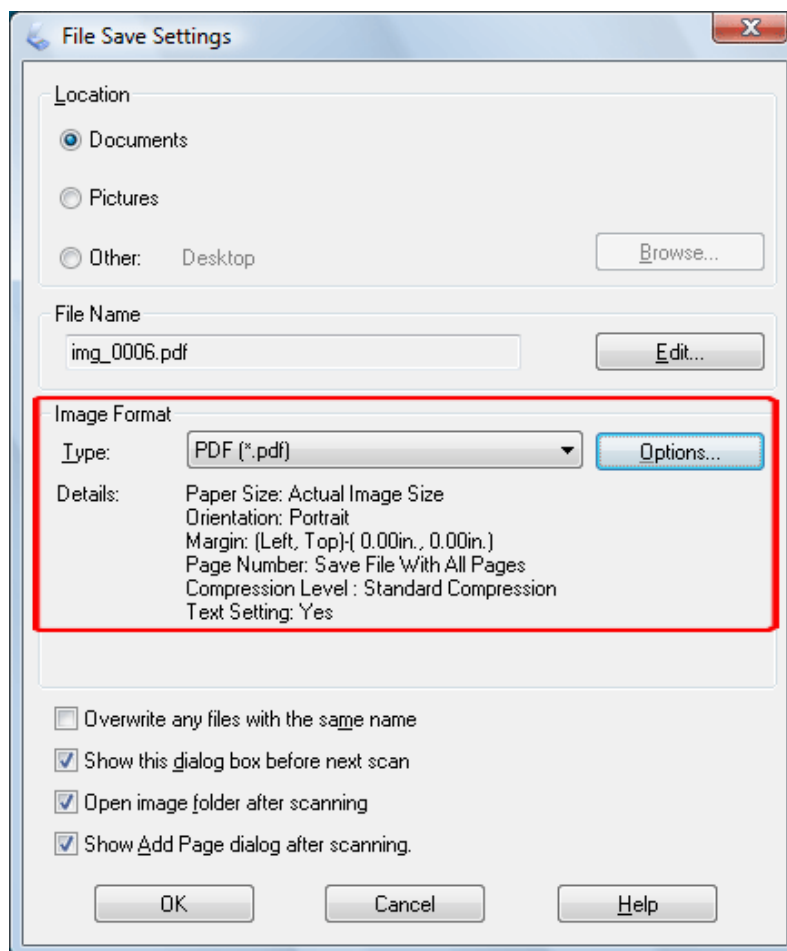 File Save Settings
Location
Documents
Pictures
Other: Desktop Browse...
File Name
img_0006.pdf Edit...
Image Format
Type: PDF (*.pdf) Options...
Details: Paper Size: Actual Image Size
Orientation: Portrait
Margin: (Left, Top)-( 0.00in., 0.00in.)
Page Number: Save File With All Pages
Compression Level : Standard Compression
Text Setting: Yes
Overwrite any files with the same name
Show this dialog box before next scan
Open image folder after scanning
Show Add Page dialog after scanning.
OK Cancel Help